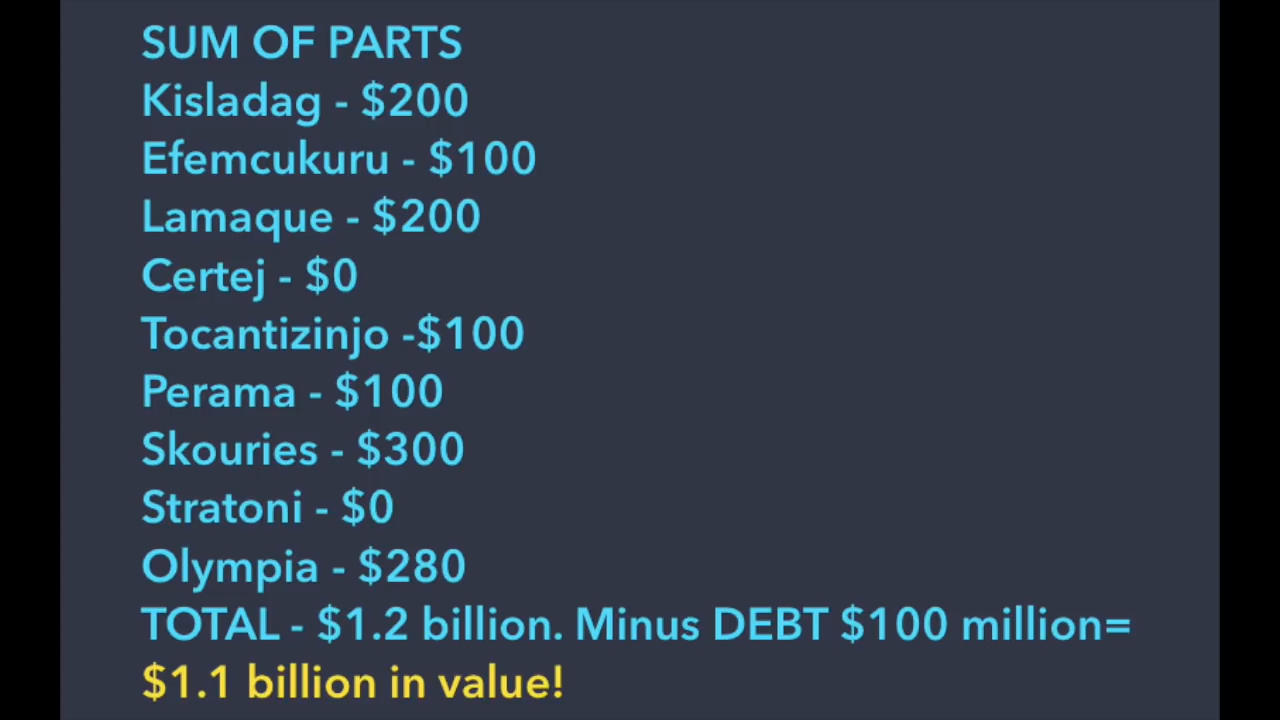 SUM OF PARTS
Kisladag - $200
Efemcukuru - $100
Lamaque - $200
Certej - $0
Tocantizinjo -$100
Perama - $100
Skouries - $300
Stratoni - $0
Olympia - $280
TOTAL - $1.2 billion. Minus DEBT $100 million=
$1.1 billion in value!